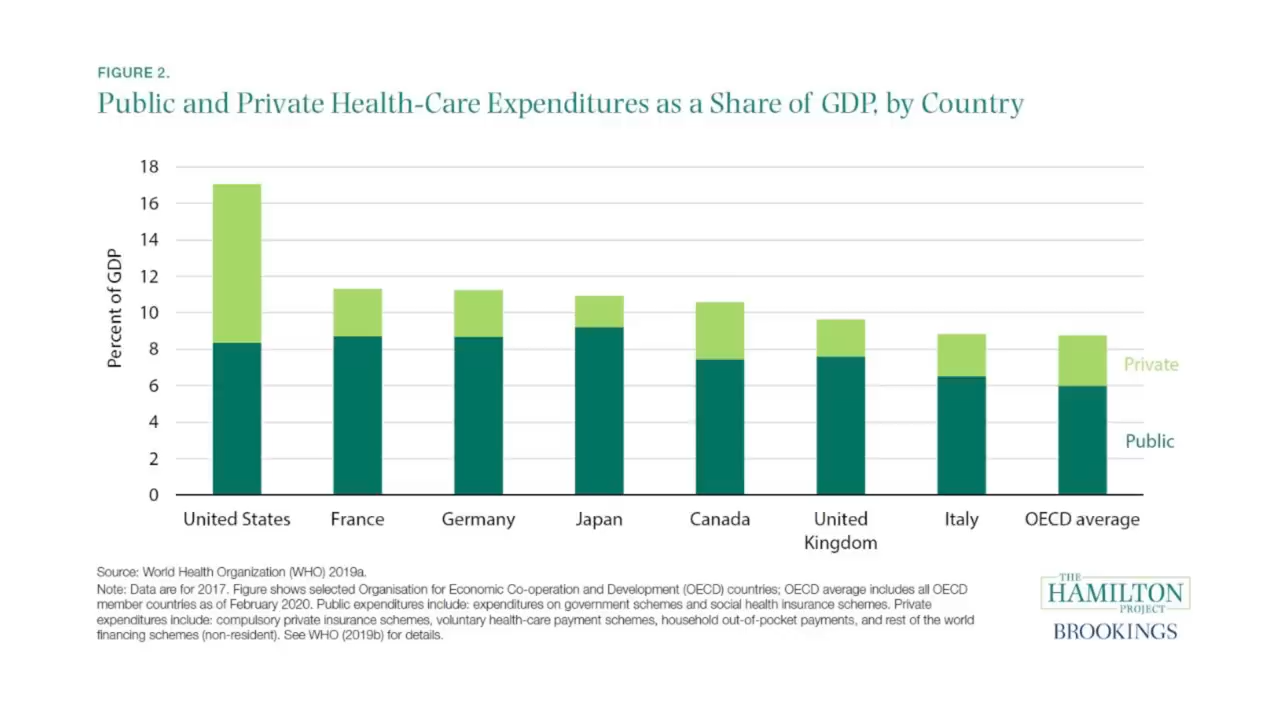 FIGURE 2.
Public and Private Health-Care Expenditures as a Share of GDP, by Country
Percent of GDP
18
16
14
12
10
8
6
4
2
0
Private
Public
United States
France
Germany
Japan
Canada
United
Kingdom
Italy
OECD average
Source: World Health Organization (WHO) 2019a.
Note: Data are for 2017. Figure shows selected Organisation for Economic Co-operation and Development (OECD) countries; OECD average includes all OECD
member countries as of February 2020. Public expenditures include: expenditures on government schemes and social health insurance schemes. Private
expenditures include: compulsory private insurance schemes, voluntary health-care payment schemes, household out-of-pocket payments, and rest of the world
financing schemes (non-resident). See WHO (2019b) for details.
THE
HAMILTON
PROJECT
BROOKINGS